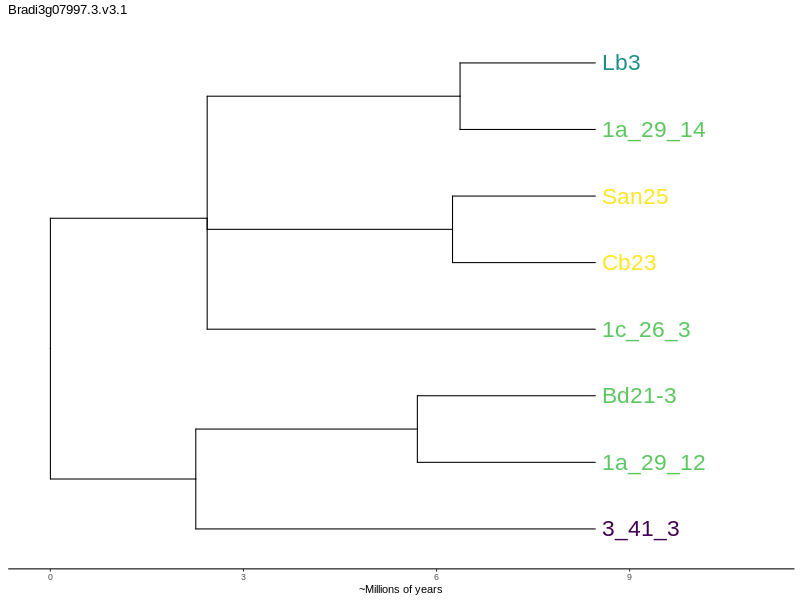 Bradi3g07997.3.v3.1
Lb3
1a_29_14
San25
Cb23
1c_26_3
Bd21-3
1a_29_12
3_41_3
0 3 6 9
~Millions of years